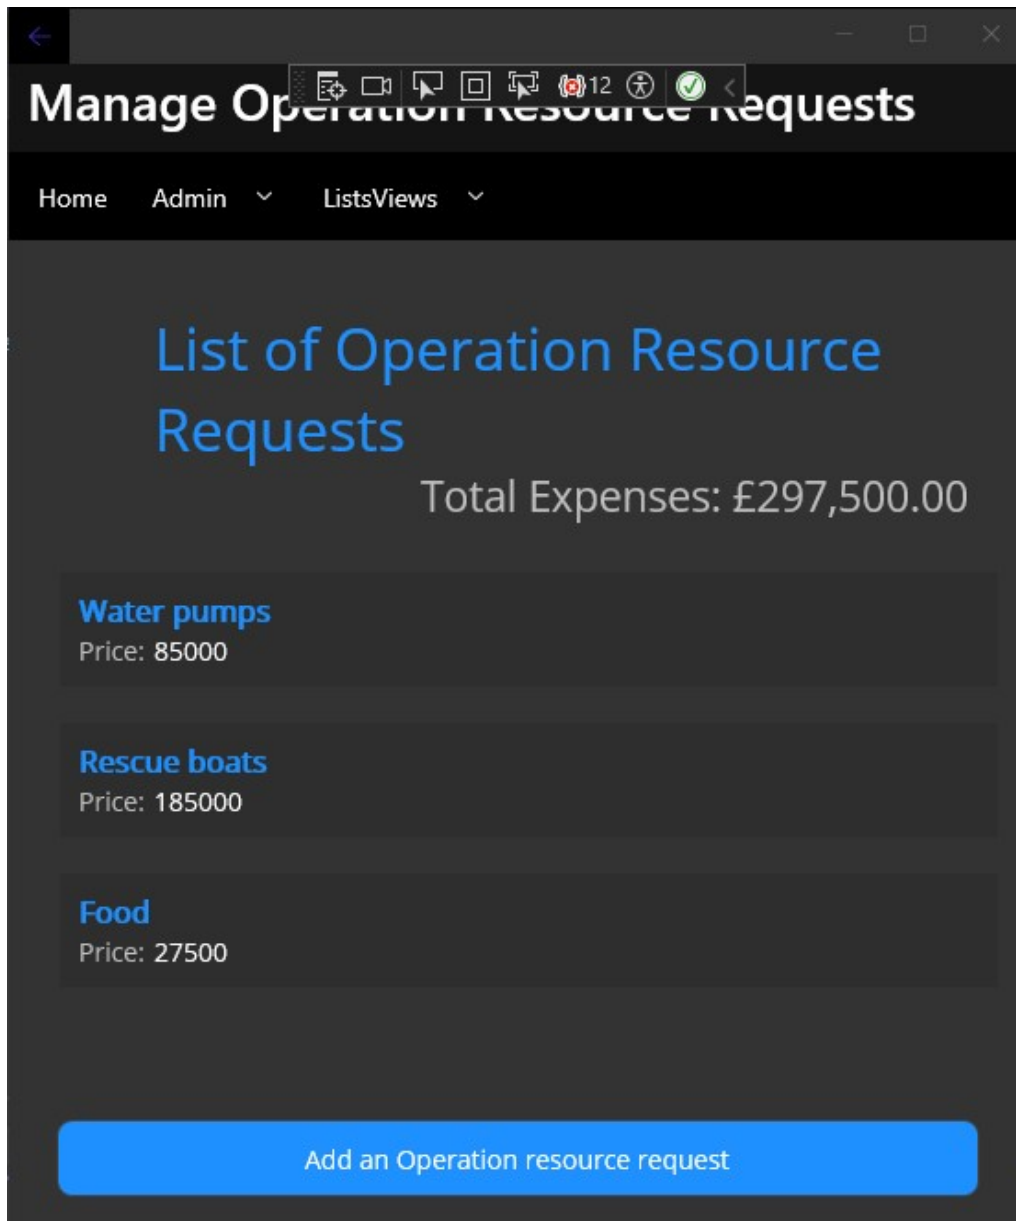 12
Manage Operation Resource Requests
Home Admin ListsViews
List of Operation Resource
Requests
Total Expenses: £297,500.00
Water pumps
Price: 85000
Rescue boats
Price: 185000
Food
Price: 27500
Add an Operation resource request